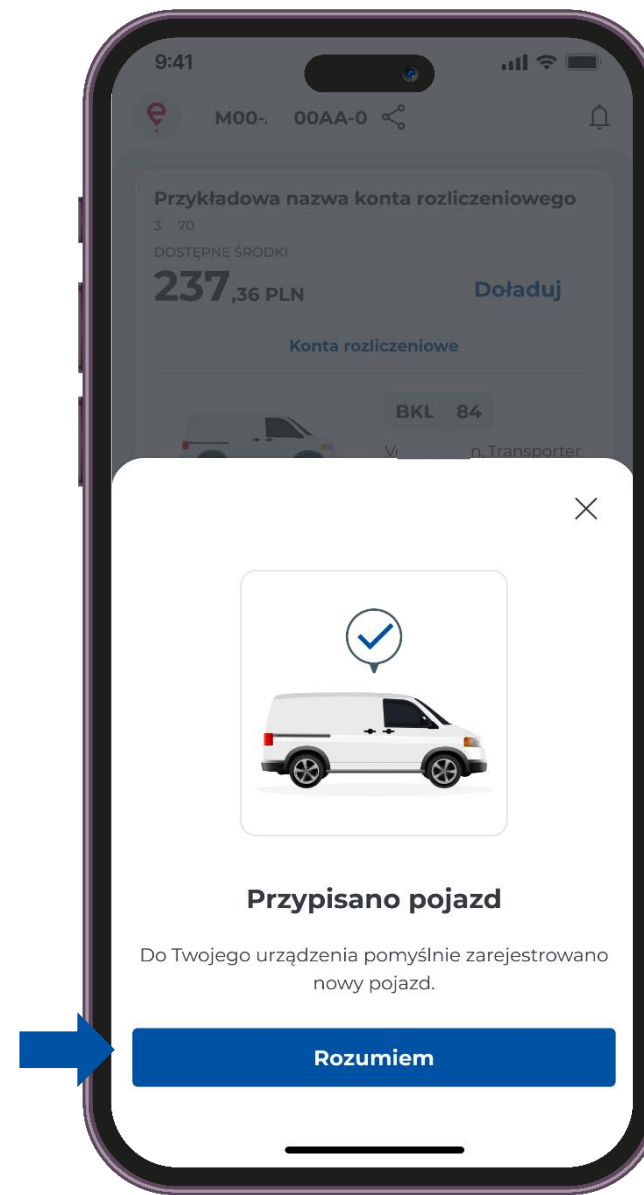 9:41
M00- 00AA-0
Przykładowa nazwa konta rozliczeniowego
3 70
DOSTĘPNE ŚRODKI
237,36 PLN
Doładuj
Konta rozliczeniowe
BKL 84
V n, Transporter
Przypisano pojazd
Do Twojego urządzenia pomyślnie zarejestrowano
nowy pojazd.
Rozumiem